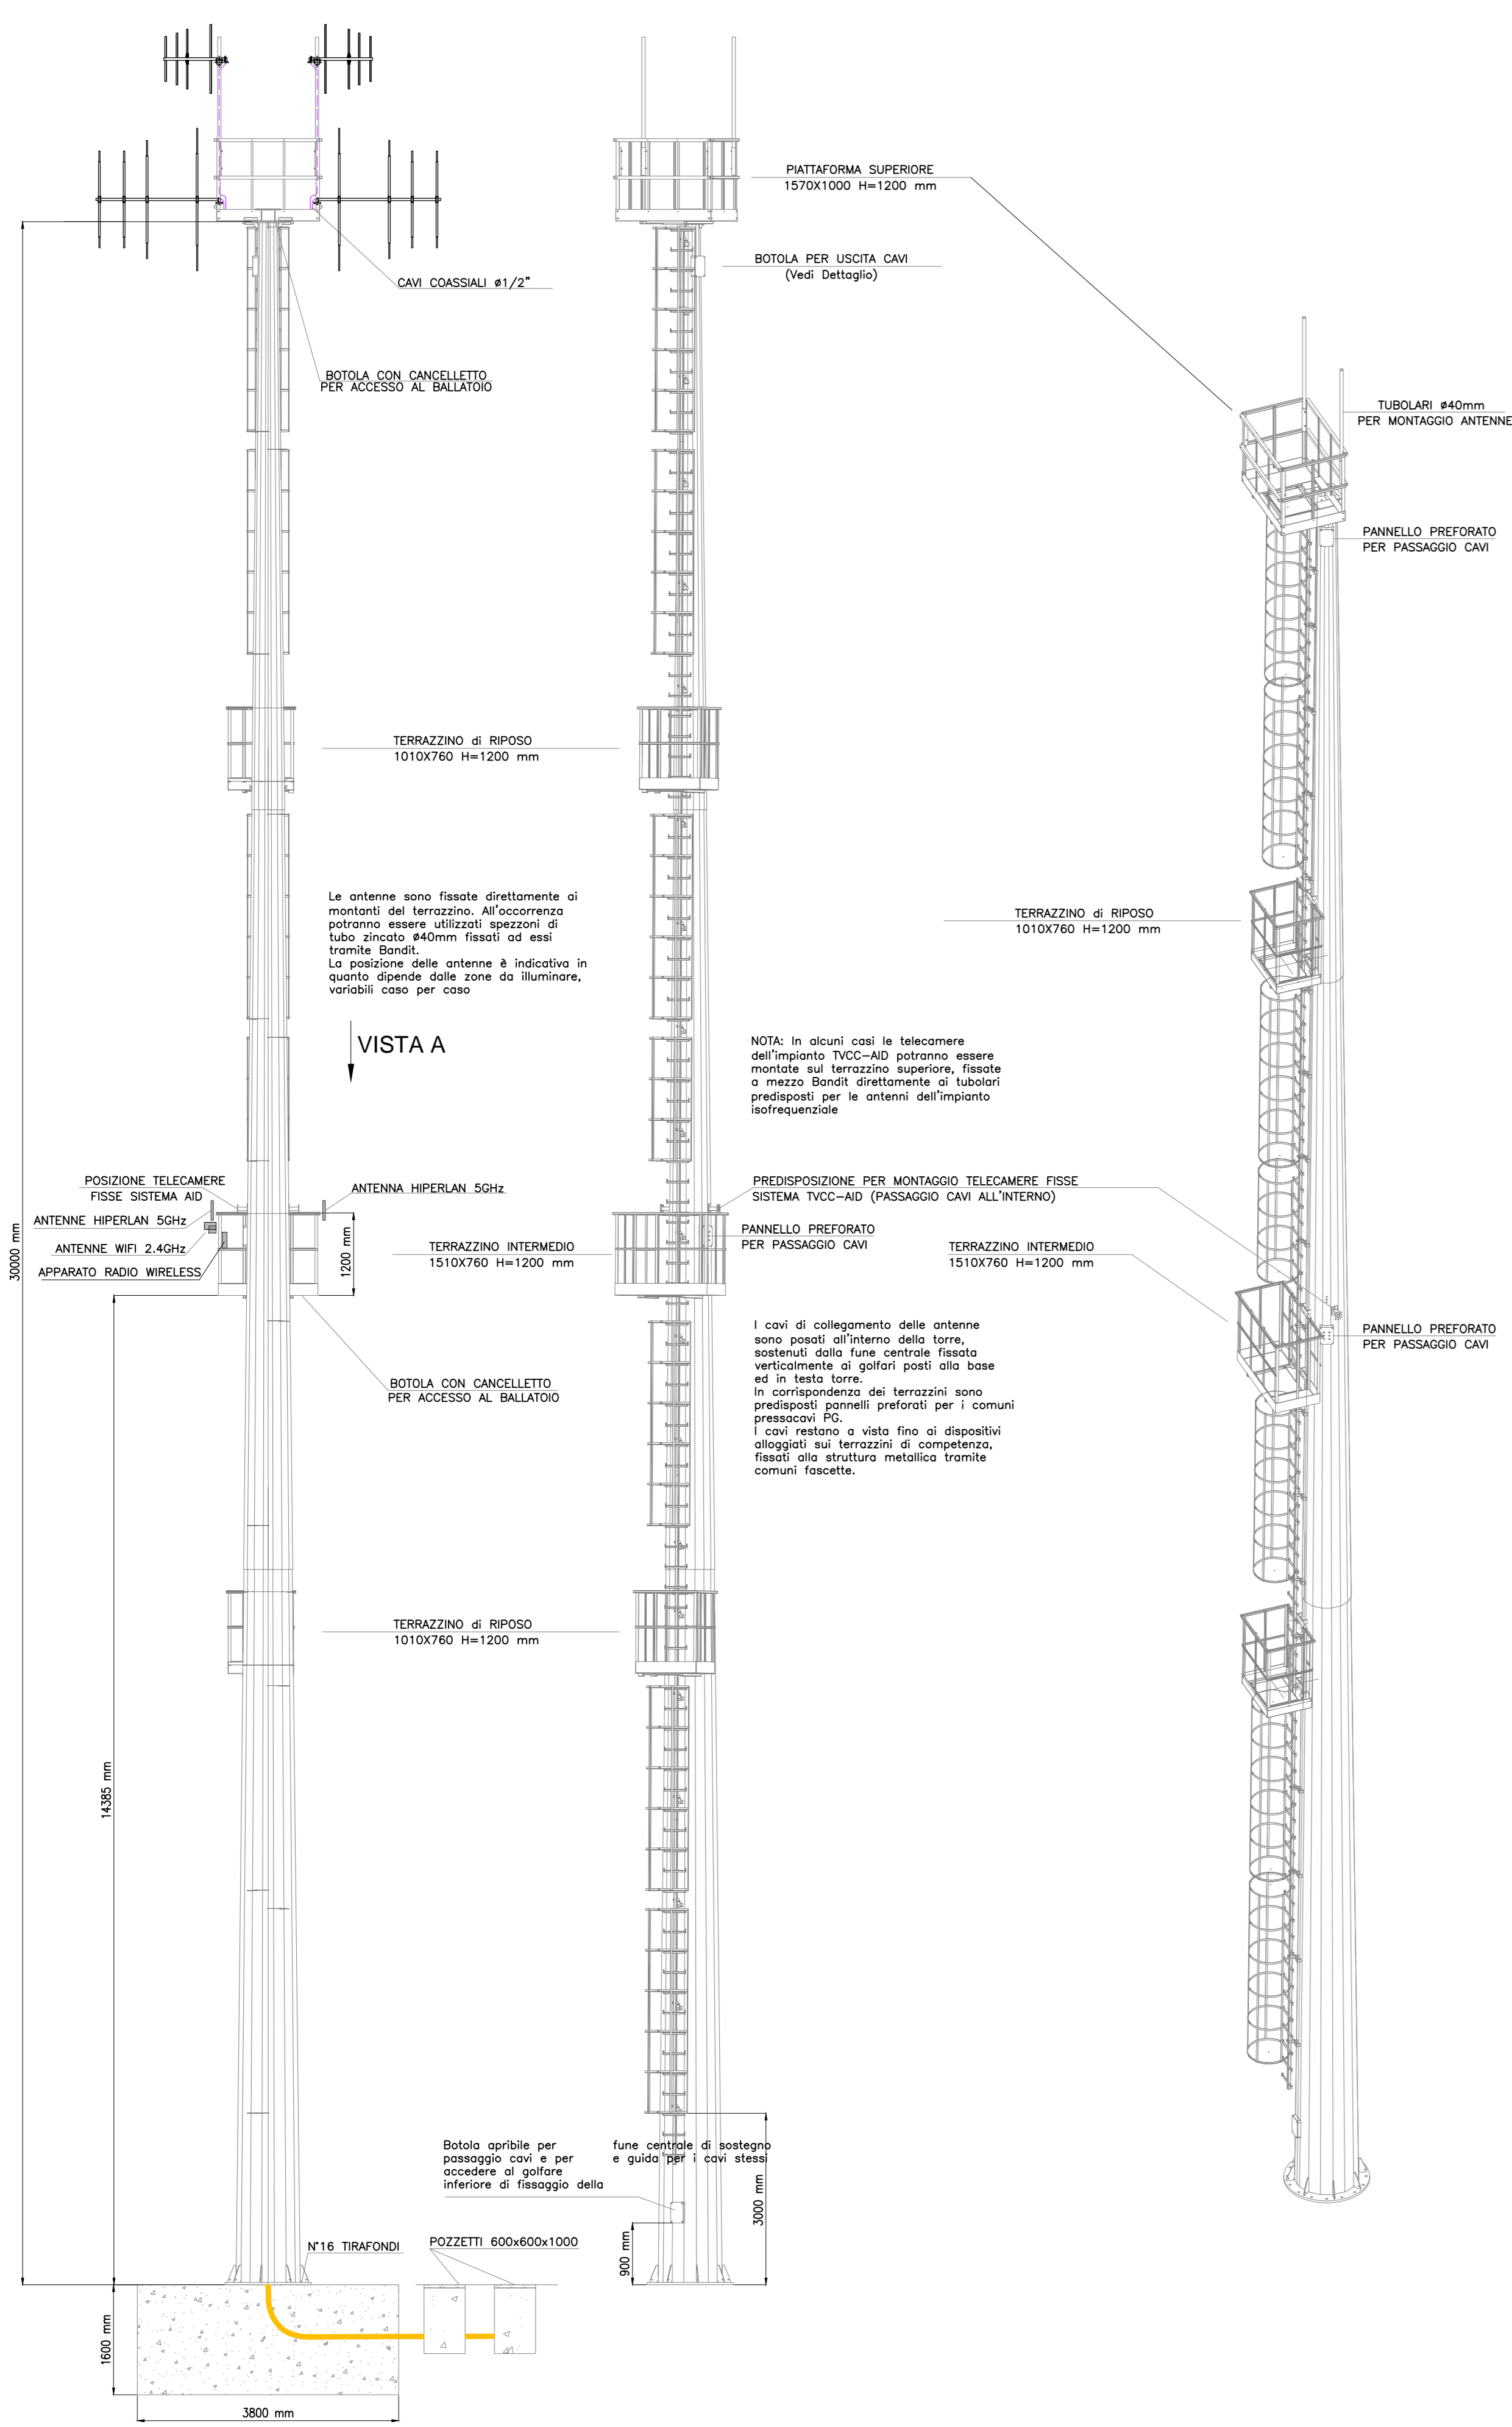 PIATTAFORMA SUPERIORE
1570X1000 H=1200 mm
BOTOLA PER USCITA CAVI
(Vedi Dettaglio)
CAVI COASSIALI ø1/2"
BOTOLA CON CANCELLETTO
PER ACCESSO AL BALLATOIO
TUBOLARI ø40mm
PER MONTAGGIO ANTENNE
PANNELLO PREFORATO
PER PASSAGGIO CAVI
TERRAZZINO di RIPOSO
1010X760 H=1200 mm
Le antenne sono fissate direttamente ai
montanti del terrazzino. All'occorrenza
potranno essere utilizzati spezzoni di
tubo zincato ø40mm fissati ad essi
tramite Bandit.
La posizione delle antenne è indicativa in
quanto dipende dalle zone da illuminare,
variabili caso per caso
TERRAZZINO di RIPOSO
1010X760 H=1200 mm
VISTA A
NOTA: In alcuni casi le telecamere
dell'impianto TVCC-AID potranno essere
montate sul terrazzino superiore, fissate
a mezzo Bandit direttamente ai tubolari
predisposti per le antenni dell'impianto
isofrequenziale
POSIZIONE TELECAMERE
FISSE SISTEMA AID
ANTENNA HIPERLAN 5GHz
ANTENNE HIPERLAN 5GHz
ANTENNE WIFI 2.4GHz
APPARATO RADIO WIRELESS
30000 mm
1200 mm
PREDISPOSIZIONE PER MONTAGGIO TELECAMERE FISSE
SISTEMA TVCC-AID (PASSAGGIO CAVI ALL'INTERNO)
PANNELLO PREFORATO
PER PASSAGGIO CAVI
TERRAZZINO INTERMEDIO
1510X760 H=1200 mm
TERRAZZINO INTERMEDIO
1510X760 H=1200 mm
PANNELLO PREFORATO
PER PASSAGGIO CAVI
I cavi di collegamento delle antenne
sono posati all'interno della torre,
sostenuti dalla fune centrale fissata
verticalmente ai golfari posti alla base
ed in testa torre.
In corrispondenza dei terrazzini sono
predisposti pannelli preforati per i comuni
pressacavi PG.
I cavi restano a vista fino ai dispositivi
alloggiati sui terrazzini di competenza,
fissati alla struttura metallica tramite
comuni fascette.
BOTOLA CON CANCELLETTO
PER ACCESSO AL BALLATOIO
TERRAZZINO di RIPOSO
1010X760 H=1200 mm
14385 mm
Botola apribile per
passaggio cavi e per
accedere al golfare
inferiore di fissaggio della
fune centrale di sostegno
e guida per i cavi stessi
3000 mm
900 mm
N°16 TIRAFONDI
POZZETTI 600x600x1000
1600 mm
3800 mm